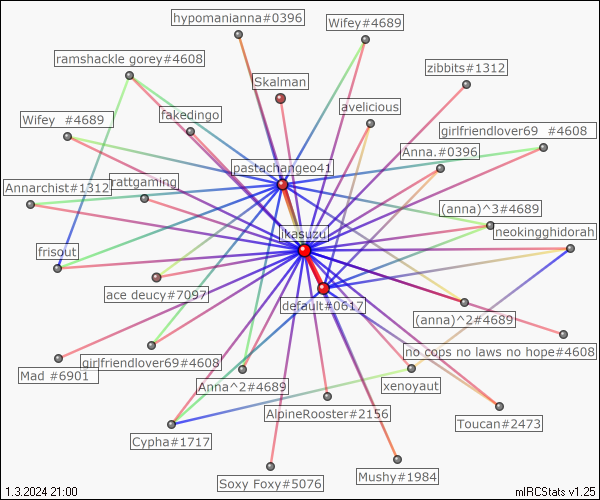 hypomanianna#0396
Wifey#4689
ramshackle gorey#4608
zibbits#1312
Skalman
avelicious
fakedingo
Wifey  #4689
girlfriendlover69  #4608
Anna.#0396
pastachangeo41
Annarchist#1312
rattgaming
(anna)^3#4689
jkasuzu
neokingghidorah
frisout
ace deucy#7097
default#0617
(anna)^2#4689
no cops no laws no hope#4608
girlfriendlover69#4608
Mad #6901
Anna^2#4689
xenoyaut
AlpineRooster#2156
Toucan#2473
Cypha#1717
Soxy Foxy#5076
Mushy#1984
1.3.2024 21:00
mIRCStats v1.25